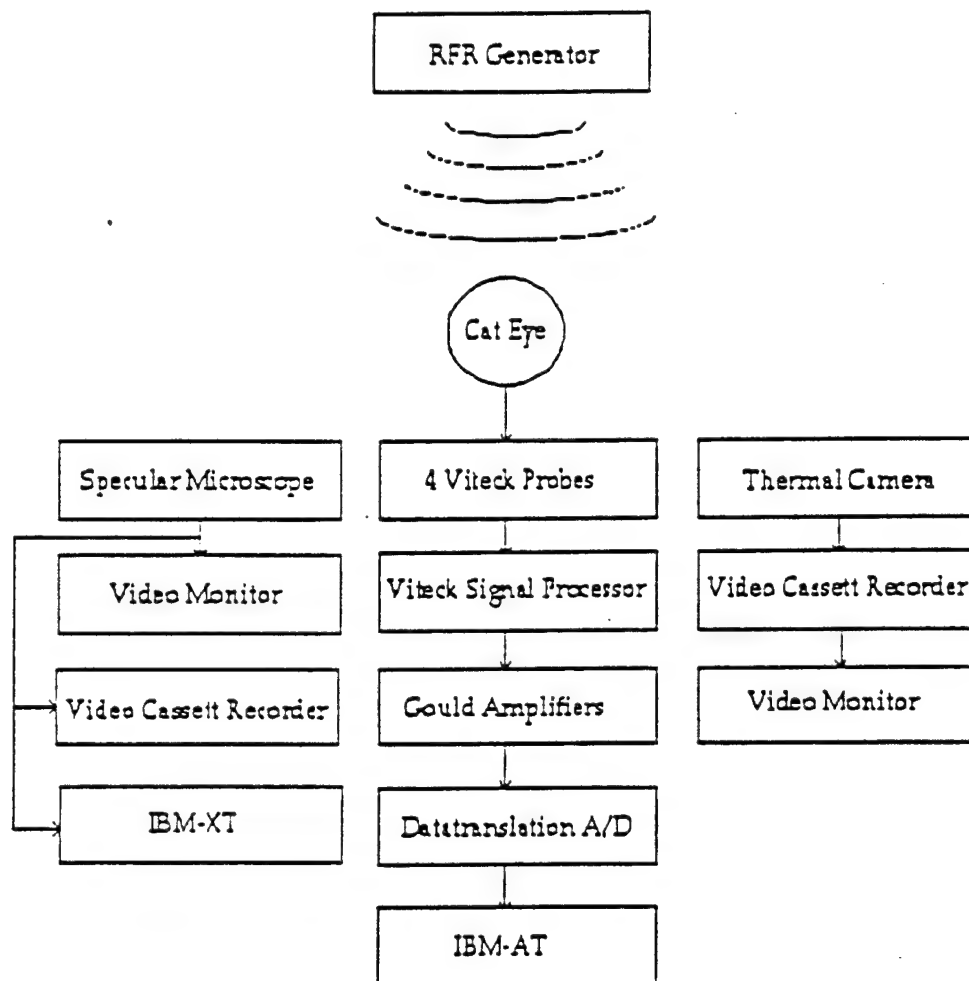 RFR Generator
Cat Eye
Specular Microscope
Video Monitor
Video Cassett Recorder
IBM-XT
4 Viteck Probes
Viteck Signal Processor
Gould Amplifiers
Datatranslation A/D
IBM-AT
Thermal Camera
Video Cassett Recorder
Video Monitor